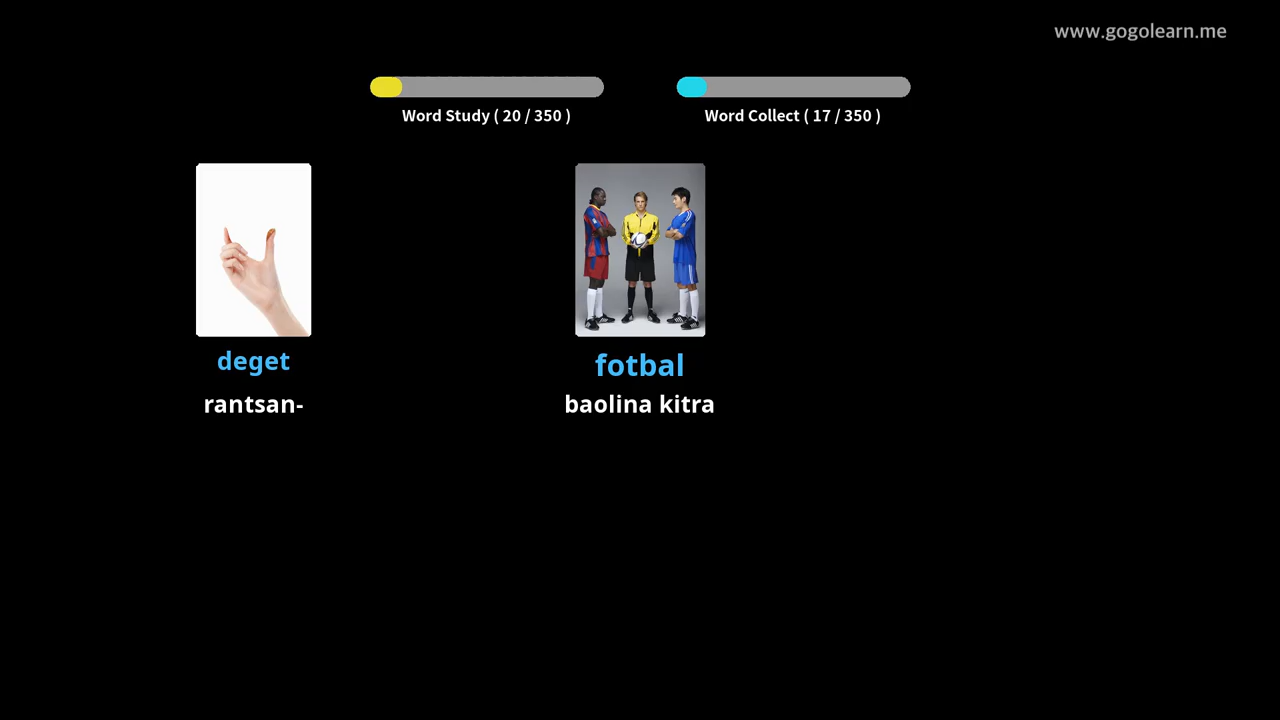 www.gogolearn.me
Word Study ( 20 / 350 )
Word Collect ( 17 / 350 )
deget
rantsan-
fotbal
baolina kitra